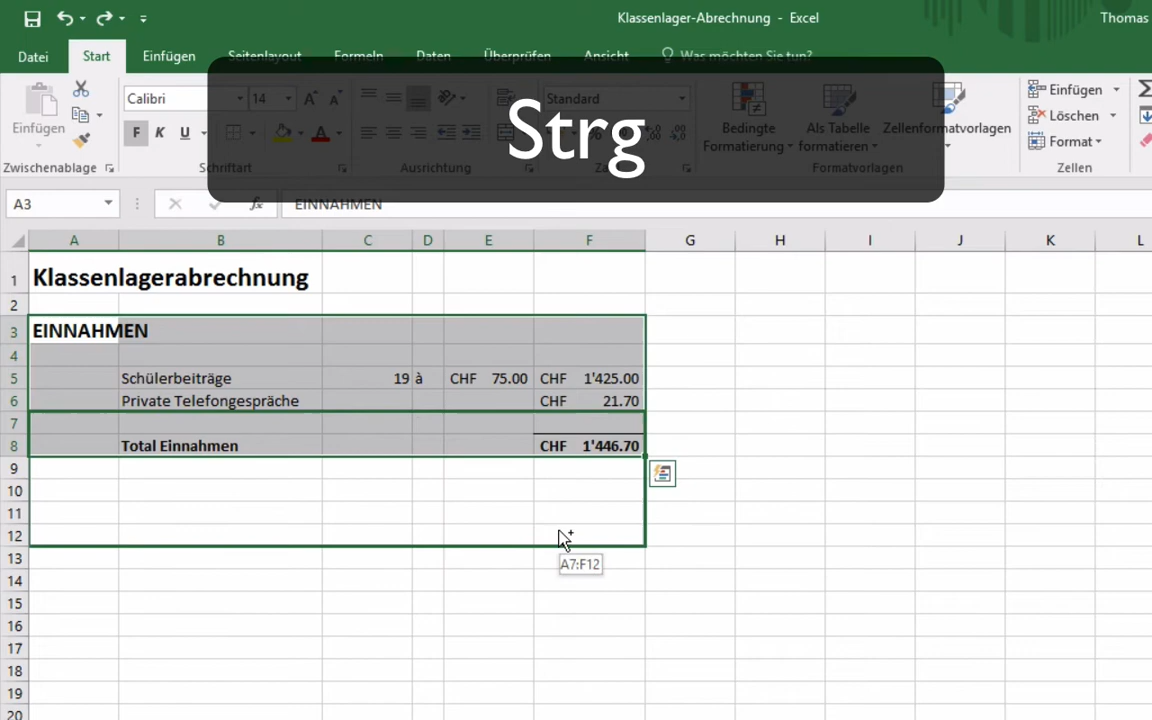 Klassenlager-Abrechnung - Excel
Thomas
Datei Start Einfügen Seitenlayout Formeln Daten Überprüfen Ansicht Was möchten Sie tun?
Strg
Einfügen
Calibri 14
F K U
Standard
Bedingte Formatierung
Als Tabelle formatieren
Zellenformatvorlagen
Einfügen
Löschen
Format
Zwischenablage Schriftart Ausrichtung Formatvorlagen Zellen
A3 fx EINNAHMEN
A B C D E F G H I J K L
1 Klassenlagerabrechnung
2
3 EINNAHMEN
4
5 Schülerbeiträge 19 à CHF 75.00 CHF 1'425.00
6 Private Telefongespräche CHF 21.70
7
8 Total Einnahmen CHF 1'446.70
9
10
11
12
A7:F12
13
14
15
16
17
18
19
20